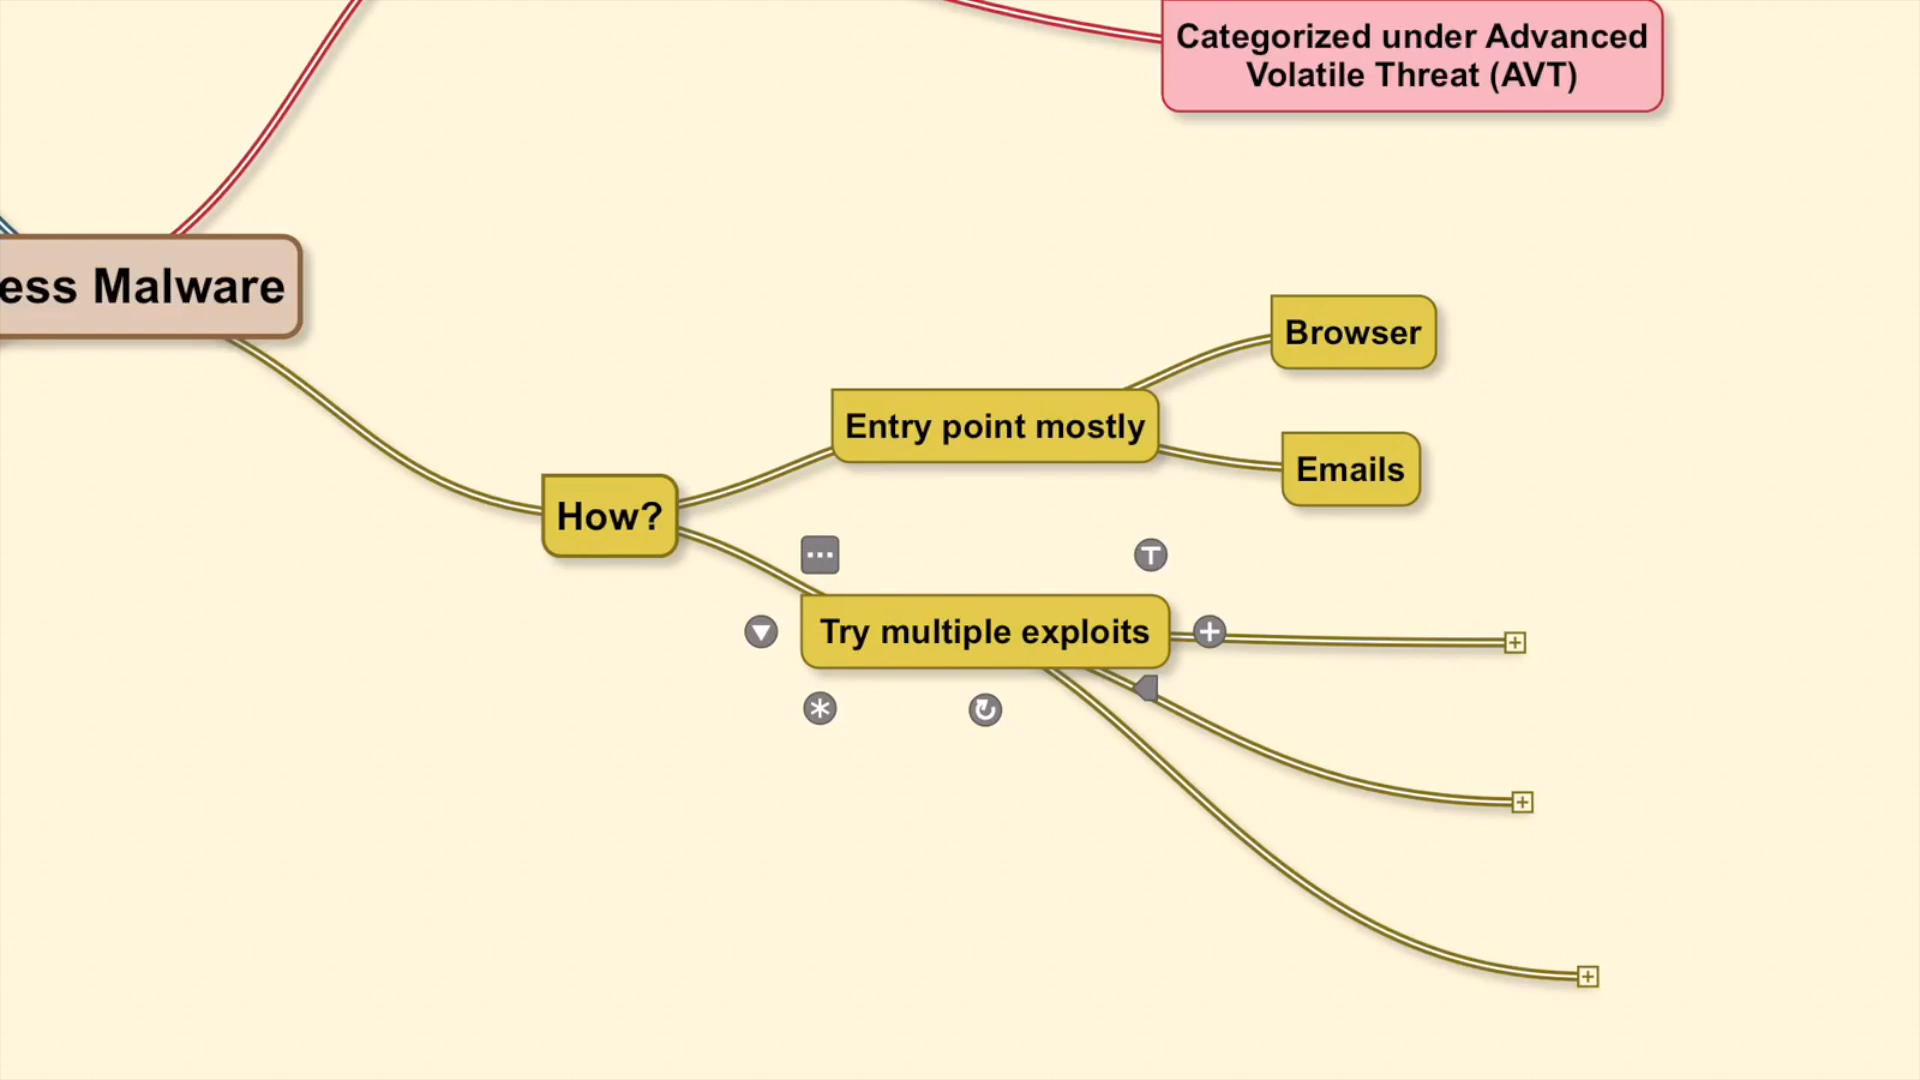 Categorized under Advanced
Volatile Threat (AVT)
ess Malware
Browser
Entry point mostly
Emails
How?
Try multiple exploits